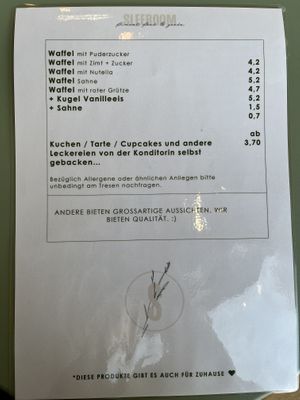 SLEEROOM
Waffel mit Puderzucker
Waffel mit Zimt + Zucker 4,2
Waffel mit Nutella 4,2
Waffel Sahne 5,2
Waffel mit roter Grütze 4,7
+ Kugel Vanilleeis 5,2
+ Sahne 1,5
0,7
ab
Kuchen / Tarte / Cupcakes und andere 3,70
Leckereien von der Konditorin selbst
gebacken...
Bezüglich Allergene oder ähnlichen Anliegen bitte
unbedingt am Tresen nachfragen.
ANDERE BIETEN GROSSARTIGE AUSSICHTEN, WIR
BIETEN QUALITÄT. :)
*DIESE PRODUKTE GIBT ES AUCH FÜR ZUHAUSE ♥